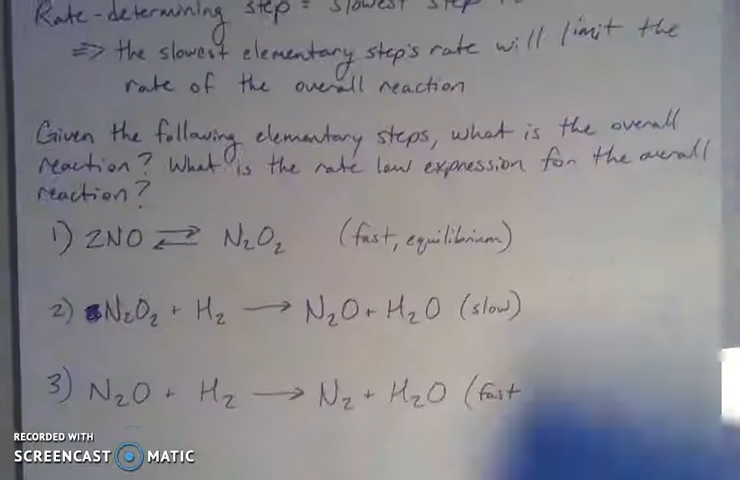 Rate-determining step = slowest step
=> the slowest elementary step's rate will limit the
rate of the overall reaction
Given the following elementary steps, what is the overall
reaction? What is the rate law expression for the overall
reaction?
1) 2NO ⇌ N₂O₂ (fast, equilibrium)
2) N₂O₂ + H₂ → N₂O + H₂O (slow)
3) N₂O + H₂ → N₂ + H₂O (fast
RECORDED WITH
SCREENCAST MATIC